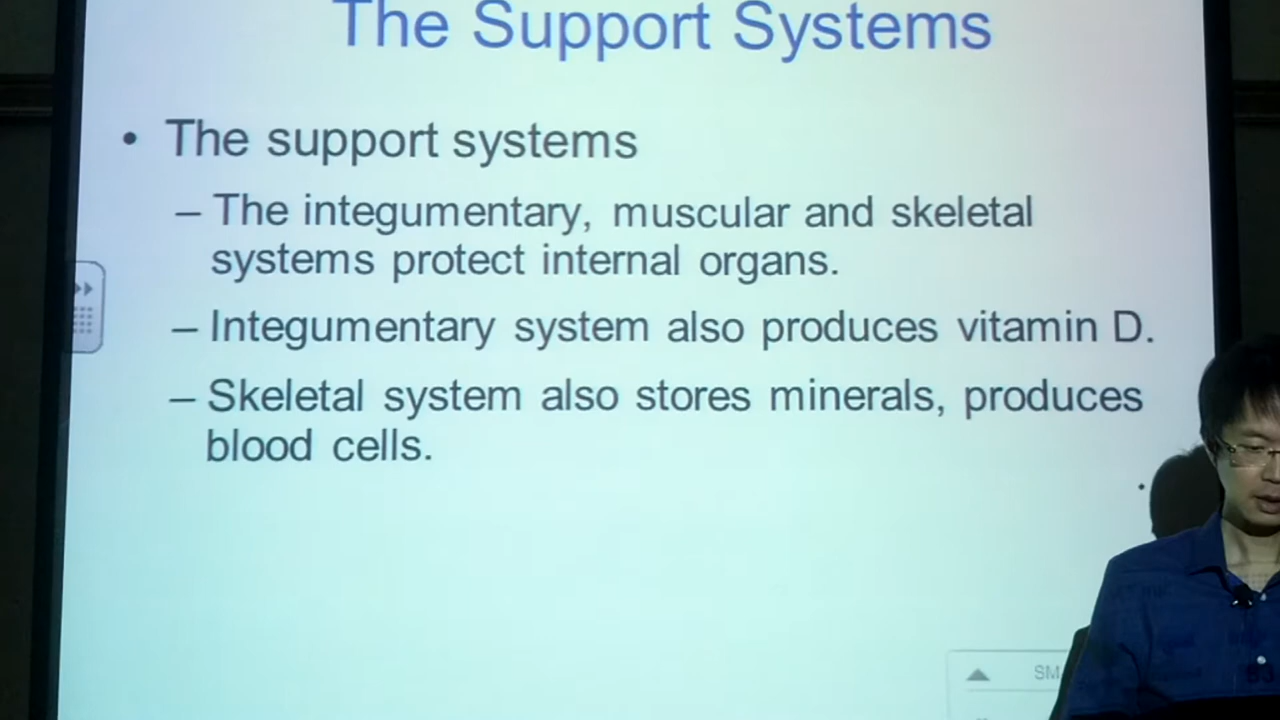 The Support Systems
• The support systems
– The integumentary, muscular and skeletal
systems protect internal organs.
– Integumentary system also produces vitamin D.
– Skeletal system also stores minerals, produces
blood cells.
SM